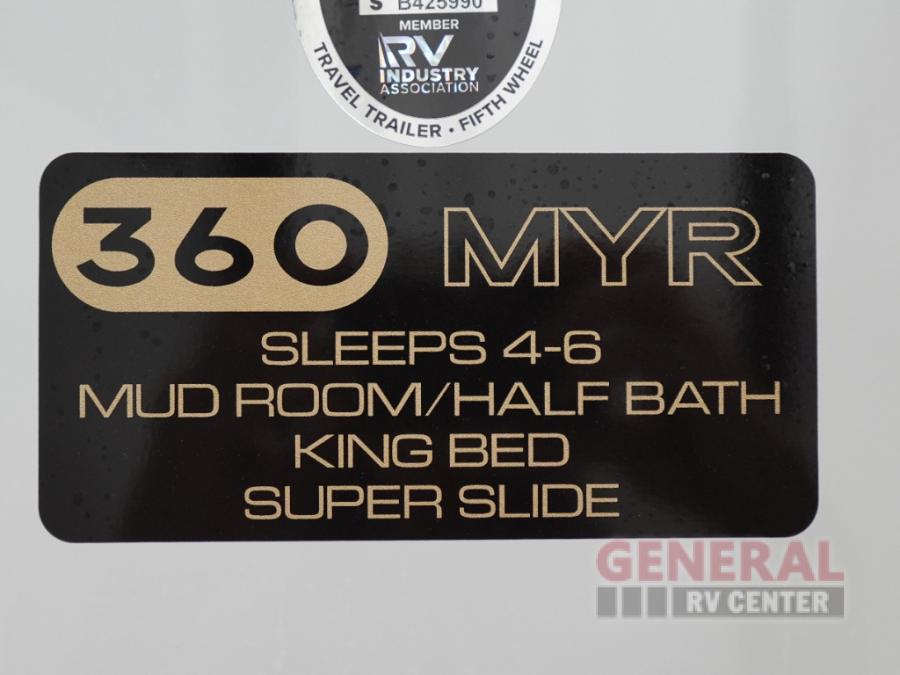 S B425990
MEMBER
RV
INDUSTRY
ASSOCIATION
TRAVEL TRAILER • FIFTH WHEEL
360 MYR
SLEEPS 4-6
MUD ROOM/HALF BATH
KING BED
SUPER SLIDE
GENERAL
RV CENTER